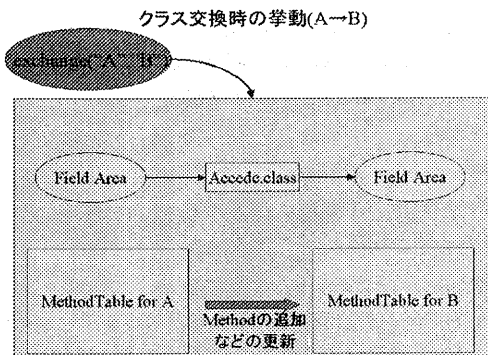 クラス交換時の挙動(A→B)
exchange("A","B")
Field Area
Accede.class
Field Area
MethodTable for A
MethodTable for B
Methodの追加
などの更新